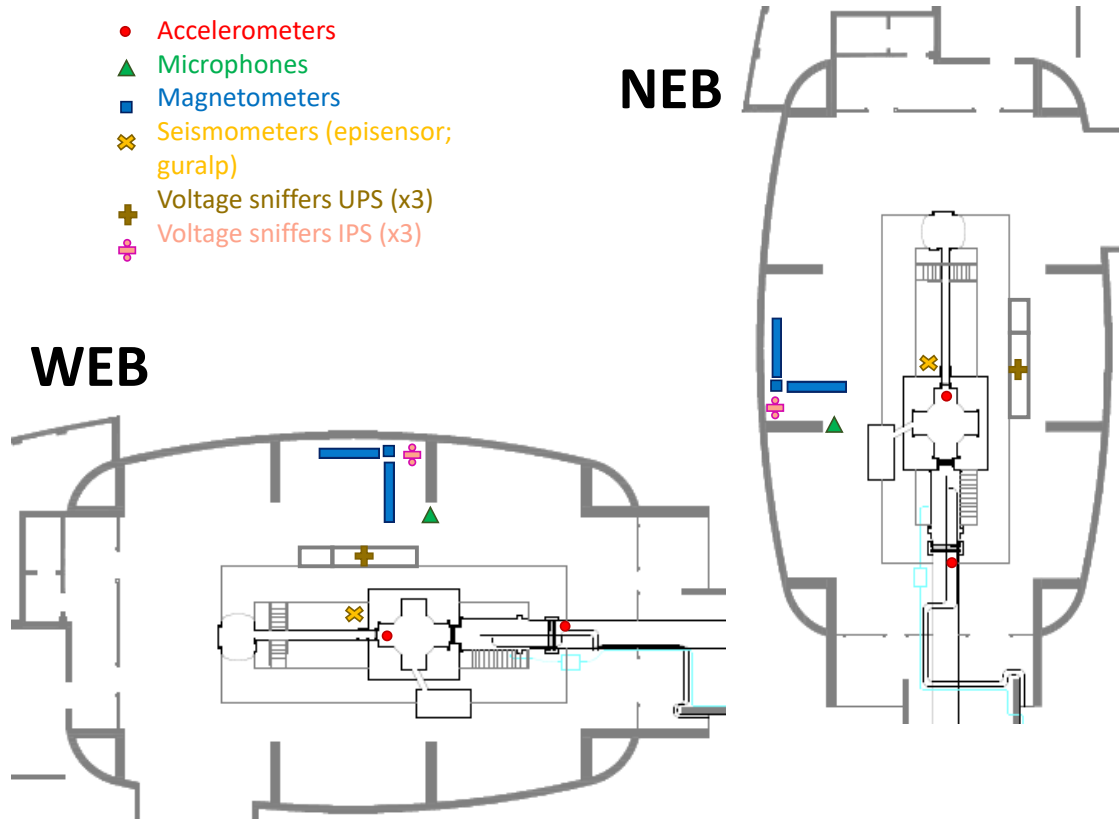 Accelerometers
Microphones
Magnetometers
Seismometers (episensor;
guralp)
Voltage sniffers UPS (x3)
Voltage sniffers IPS (x3)
NEB
WEB